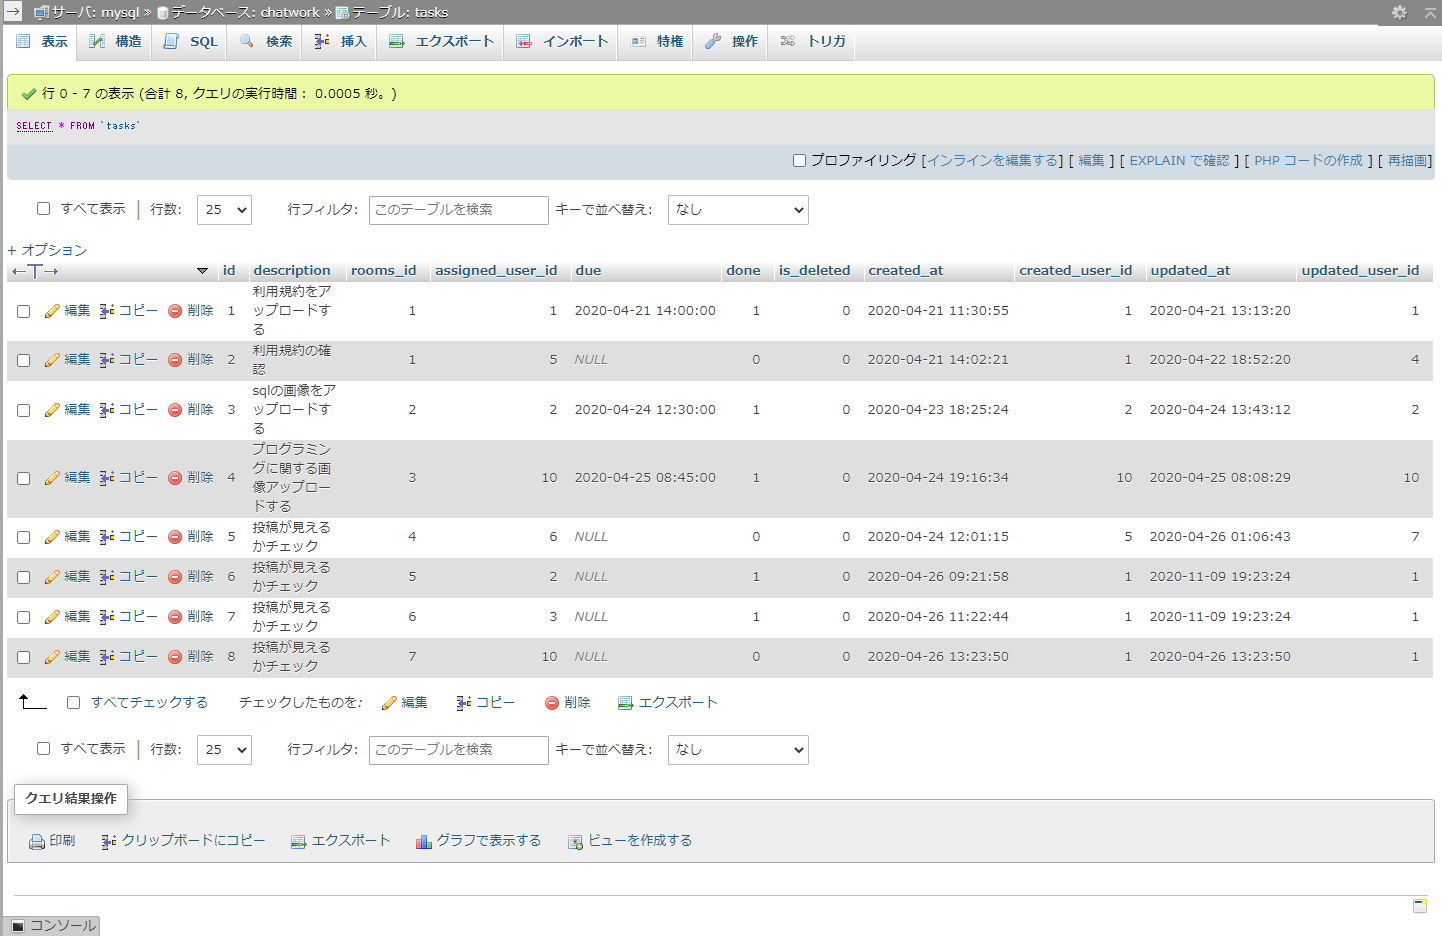 サーバ: mysql » データベース: chatwork » テーブル: tasks
表示 構造 SQL 検索 挿入 エクスポート インポート 特権 操作 トリガ
行 0 - 7 の表示 (合計 8, クエリの実行時間： 0.0005 秒。)
SELECT * FROM `tasks`
プロファイリング [インラインを編集する] [ 編集 ] [ EXPLAIN で確認 ] [ PHP コードの作成 ] [ 再描画]
すべて表示 | 行数: 25 行フィルタ: このテーブルを検索 キーで並べ替え: なし
+ オプション
←T→ id description rooms_id assigned_user_id due done is_deleted created_at created_user_id updated_at updated_user_id
利用規約をア
編集 コピー 削除 1 ップロードす 1 1 2020-04-21 14:00:00 1 0 2020-04-21 11:30:55 1 2020-04-21 13:13:20 1
る
利用規約の確
編集 コピー 削除 2 1 5 NULL 0 0 2020-04-21 14:02:21 1 2020-04-22 18:52:20 4
認
sqlの画像をア
編集 コピー 削除 3 ップロードす 2 2 2020-04-24 12:30:00 1 0 2020-04-23 18:25:24 2 2020-04-24 13:43:12 2
る
プログラミン
グに関する画
編集 コピー 削除 4 3 10 2020-04-25 08:45:00 1 0 2020-04-24 19:16:34 10 2020-04-25 08:08:29 10
像アップロー
ドする
投稿が見える
編集 コピー 削除 5 4 6 NULL 0 0 2020-04-24 12:01:15 5 2020-04-26 01:06:43 7
かチェック
投稿が見える
編集 コピー 削除 6 5 2 NULL 1 0 2020-04-26 09:21:58 1 2020-11-09 19:23:24 1
かチェック
投稿が見える
編集 コピー 削除 7 6 3 NULL 1 0 2020-04-26 11:22:44 1 2020-11-09 19:23:24 1
かチェック
投稿が見える
編集 コピー 削除 8 7 10 NULL 0 0 2020-04-26 13:23:50 1 2020-04-26 13:23:50 1
かチェック
すべてチェックする チェックしたものを: 編集 コピー 削除 エクスポート
すべて表示 | 行数: 25 行フィルタ: このテーブルを検索 キーで並べ替え: なし
クエリ結果操作
印刷 クリップボードにコピー エクスポート グラフで表示する ビューを作成する
コンソール